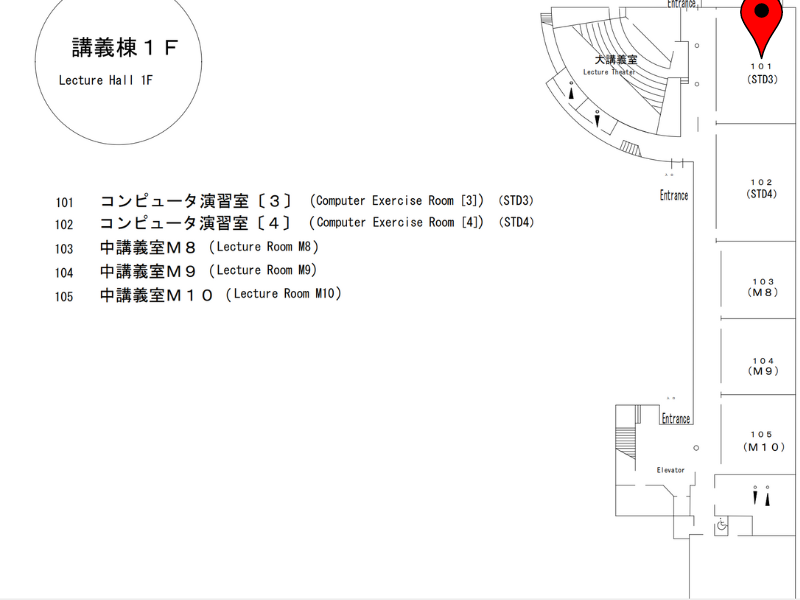 Entrance
講義棟１Ｆ
Lecture Hall 1F
大講義室
Lecture Theater
１０１
(STD3)
１０２
(STD4)
Entrance
101 コンピュータ演習室〔３〕 (Computer Exercise Room [3]) (STD3)
102 コンピュータ演習室〔４〕 (Computer Exercise Room [4]) (STD4)
103 中講義室Ｍ８ (Lecture Room M8)
104 中講義室Ｍ９ (Lecture Room M9)
105 中講義室Ｍ１０ (Lecture Room M10)
１０３
(Ｍ８)
１０４
(Ｍ９)
Entrance
１０５
(Ｍ１０)
Elevator